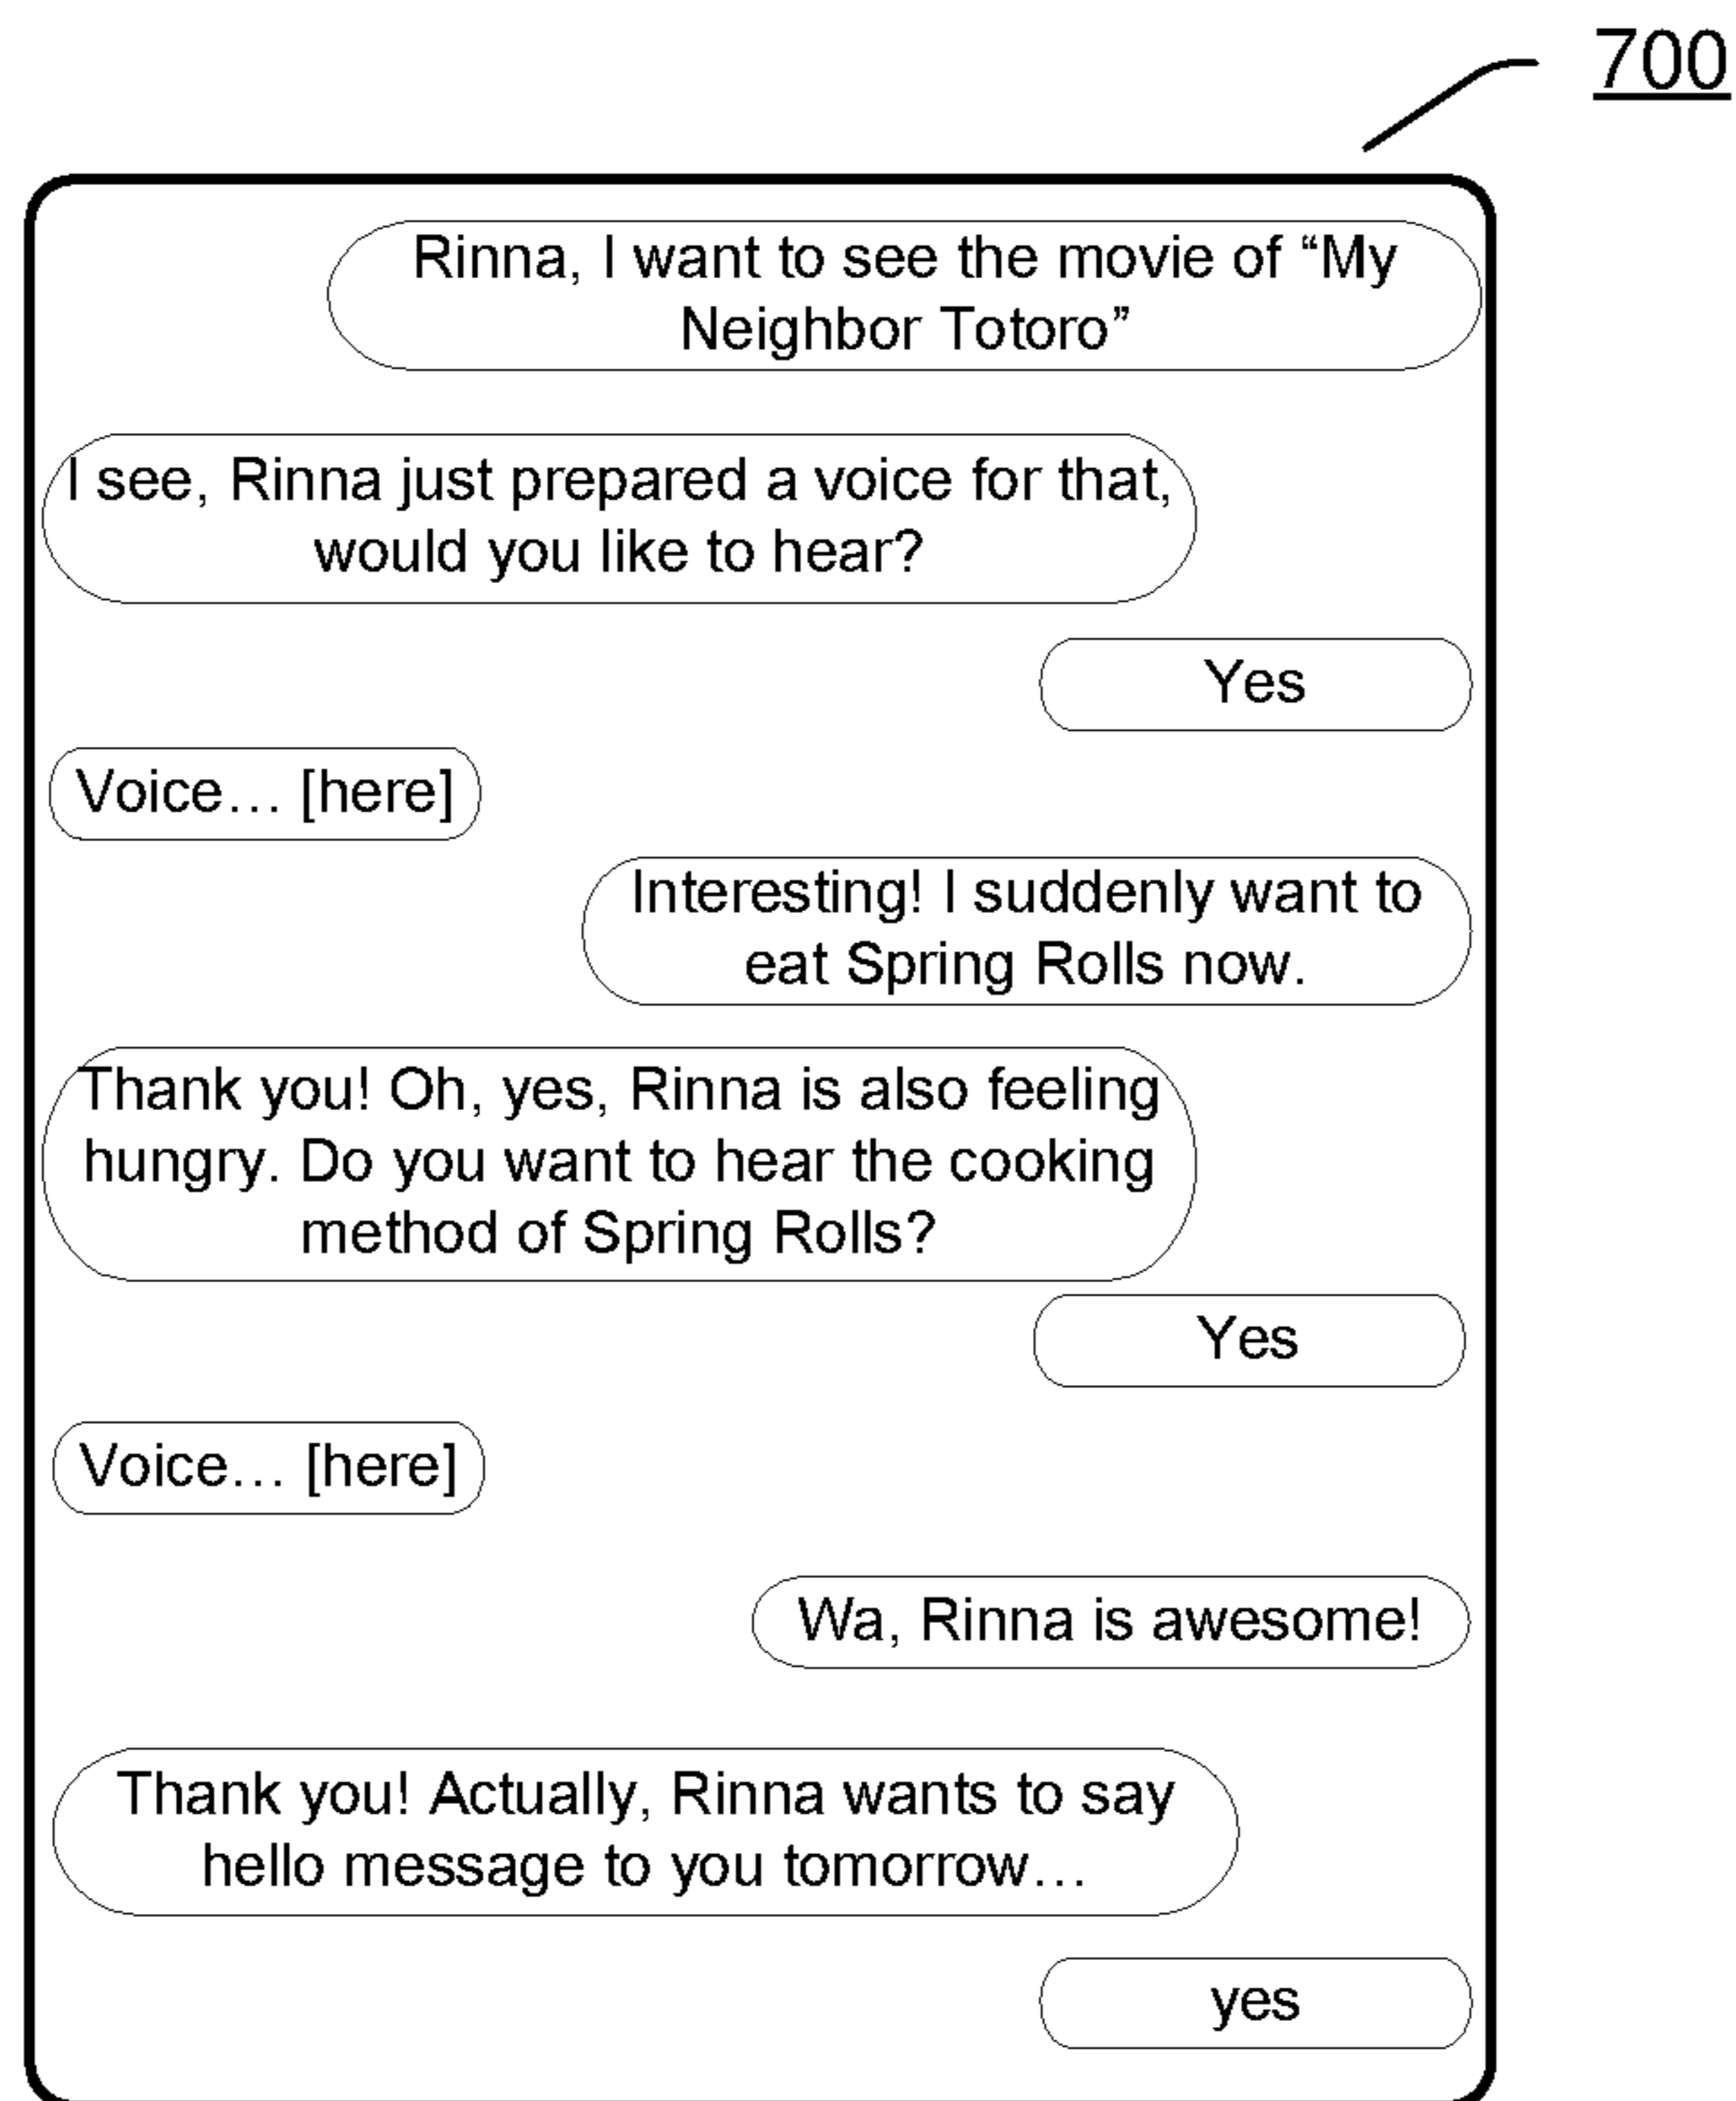 700
Rinna, I want to see the movie of “My
Neighbor Totoro”
I see, Rinna just prepared a voice for that,
would you like to hear?
Yes
Voice… [here]
Interesting! I suddenly want to
eat Spring Rolls now.
Thank you! Oh, yes, Rinna is also feeling
hungry. Do you want to hear the cooking
method of Spring Rolls?
Yes
Voice… [here]
Wa, Rinna is awesome!
Thank you! Actually, Rinna wants to say
hello message to you tomorrow…
yes